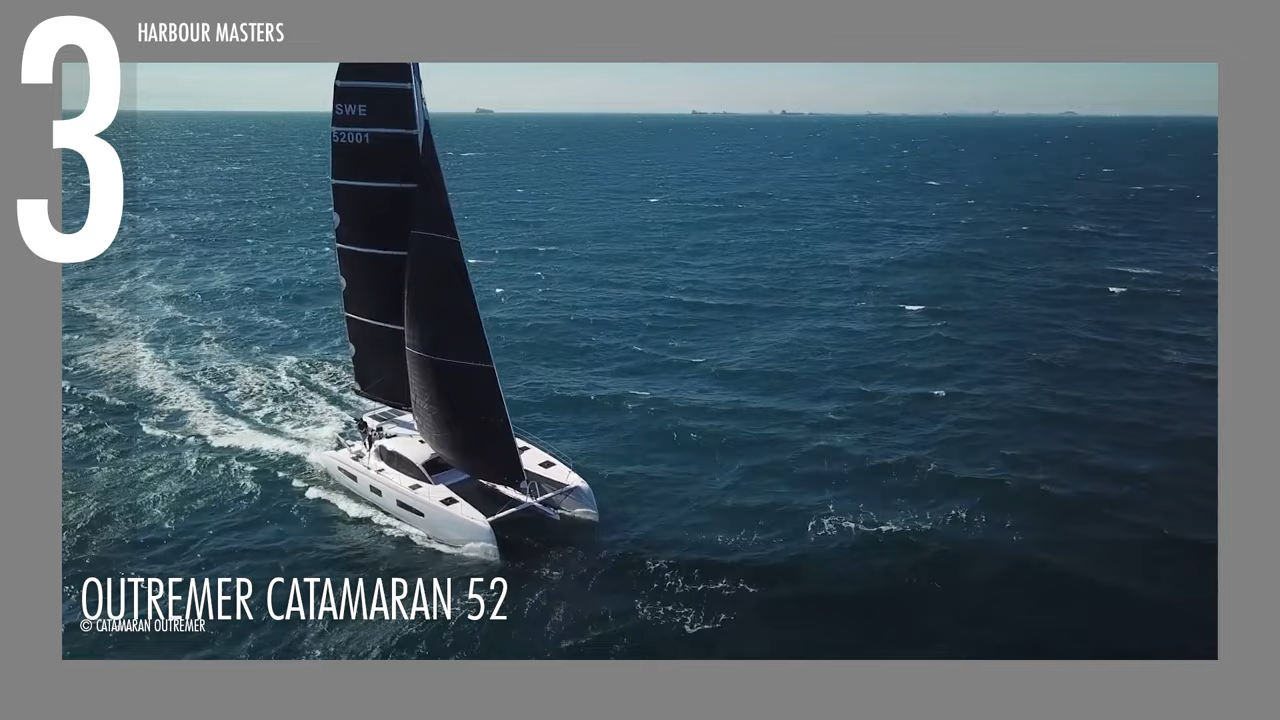 3
HARBOUR MASTERS
SWE
52001
OUTREMER CATAMARAN 52
© CATAMARAN OUTREMER